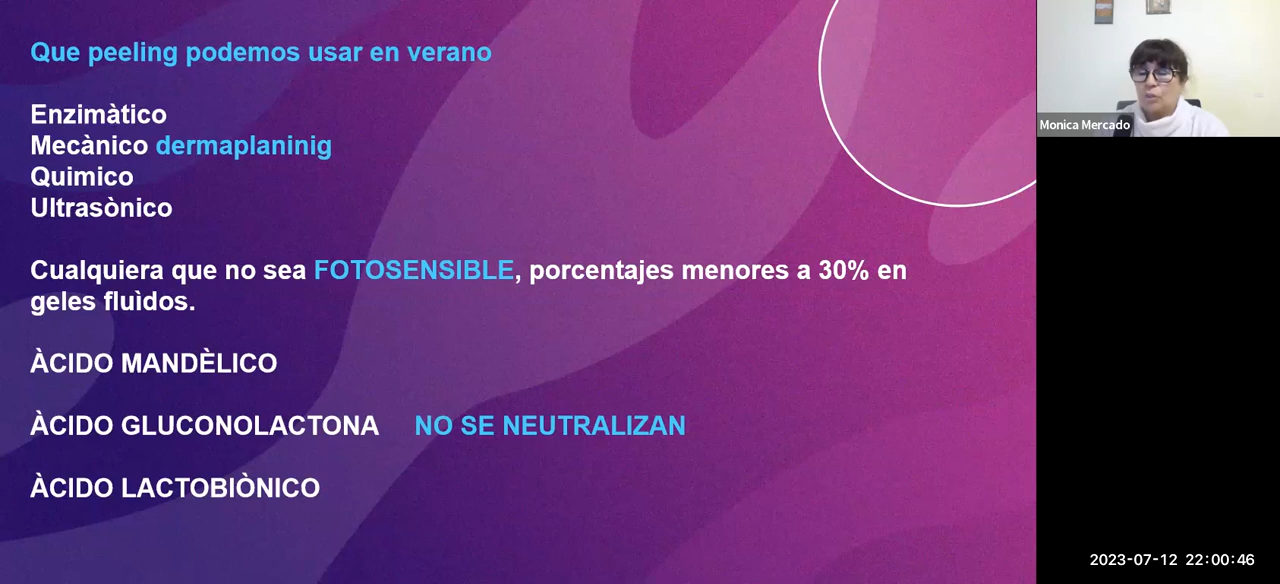 Que peeling podemos usar en verano
Enzimàtico
Mecànico dermaplaninig
Quimico
Ultrasònico
Cualquiera que no sea FOTOSENSIBLE, porcentajes menores a 30% en
geles fluìdos.
ÀCIDO MANDÈLICO
ÀCIDO GLUCONOLACTONA NO SE NEUTRALIZAN
ÀCIDO LACTOBIÒNICO
Monica Mercado
2023-07-12 22:00:46